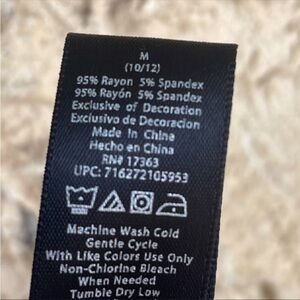 M
(10/12)
95% Rayon 5% Spandex
95% Rayón 5% Spandex
Exclusive of Decoration
Exclusivo de Decoracion
Made in China
Hecho en China
RN# 17363
UPC: 716272105953
Machine Wash Cold
Gentle Cycle
With Like Colors Use Only
Non-Chlorine Bleach
When Needed
Tumble Dry Low